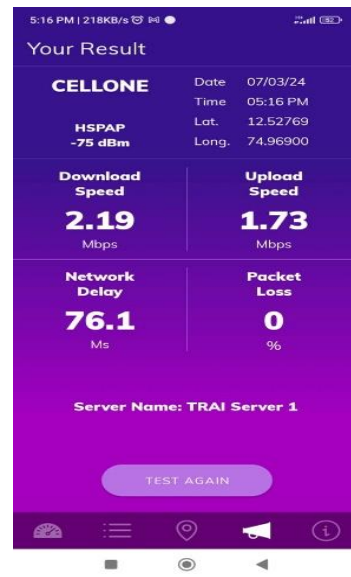 5:16 PM | 218KB/s
Your Result
CELLONE
HSPAP
-75 dBm
Date 07/03/24
Time 05:16 PM
Lat. 12.52769
Long. 74.96900
Download
Speed
2.19
Mbps
Upload
Speed
1.73
Mbps
Network
Delay
76.1
Ms
Packet
Loss
0
%
Server Name: TRAI Server 1
TEST AGAIN